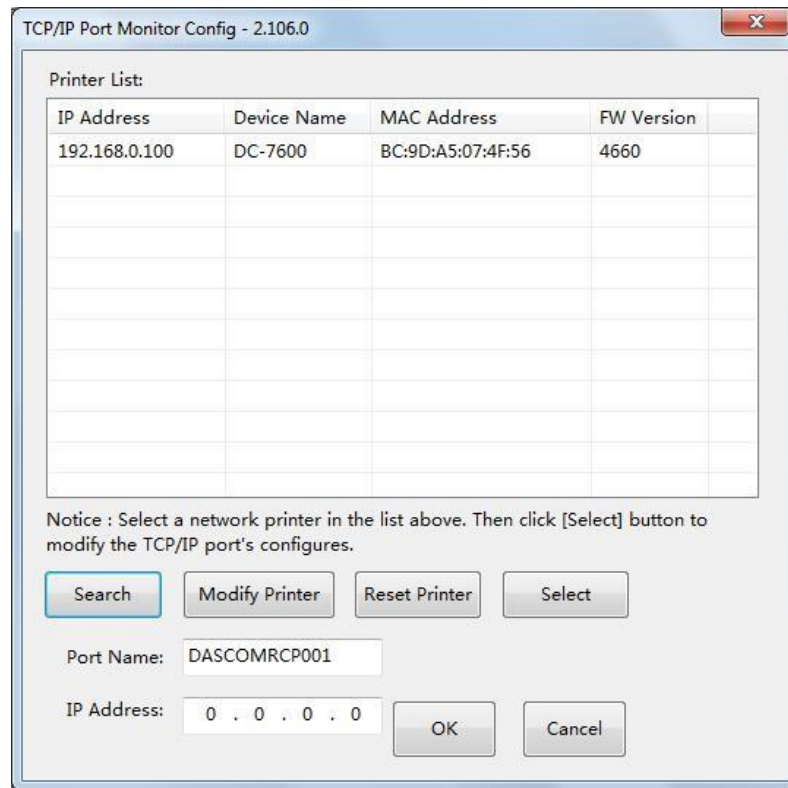 TCP/IP Port Monitor Config - 2.106.0
Printer List:
IP Address Device Name MAC Address FW Version
192.168.0.100 DC-7600 BC:9D:A5:07:4F:56 4660
Notice : Select a network printer in the list above. Then click [Select] button to
modify the TCP/IP port's configures.
Search Modify Printer Reset Printer Select
Port Name: DASCOMRCP001
IP Address: 0 . 0 . 0 . 0 OK Cancel